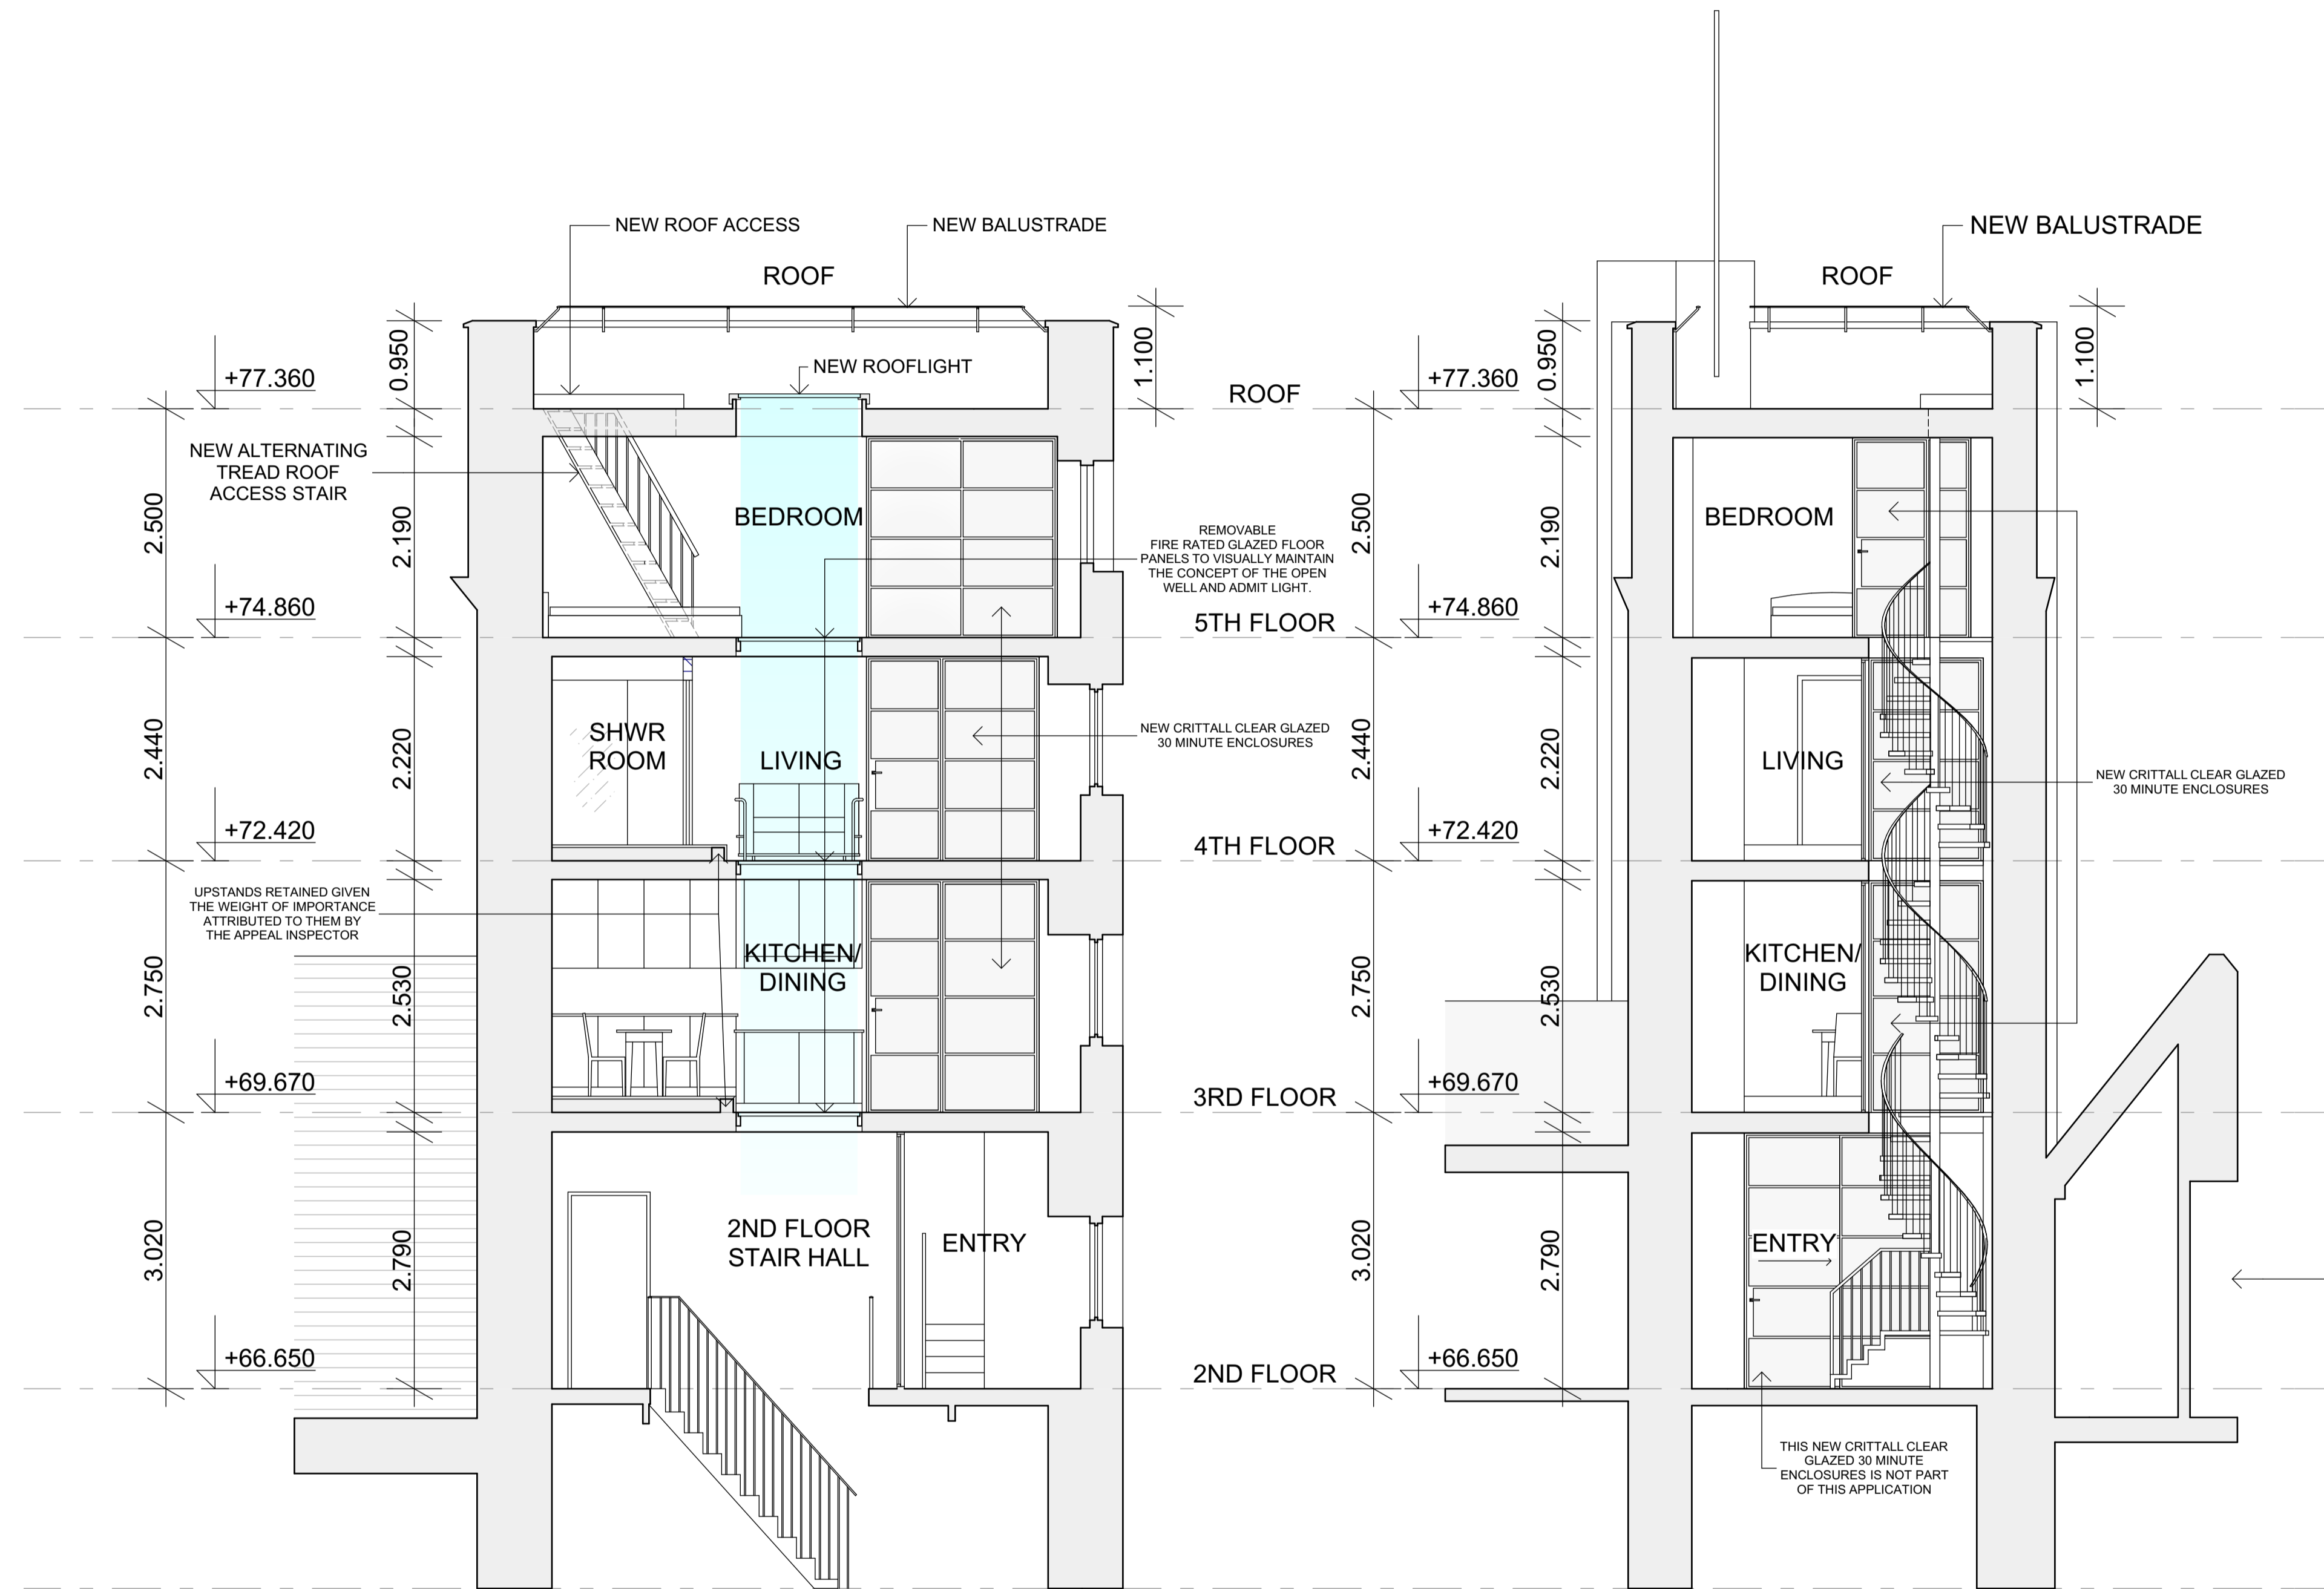 NEW ROOF ACCESS
NEW BALUSTRADE
ROOF
NEW ROOFLIGHT
+77.360
0.950
1.100
NEW ALTERNATING
TREAD ROOF
ACCESS STAIR
2.500
2.190
BEDROOM
REMOVABLE
FIRE RATED GLAZED FLOOR
PANELS TO VISUALLY MAINTAIN
THE CONCEPT OF THE OPEN
WELL AND ADMIT LIGHT.
+74.860
2.440
2.220
SHWR
ROOM
LIVING
NEW CRITTALL CLEAR GLAZED
30 MINUTE ENCLOSURES
+72.420
UPSTANDS RETAINED GIVEN
THE WEIGHT OF IMPORTANCE
ATTRIBUTED TO THEM BY
THE APPEAL INSPECTOR
2.750
2.530
KITCHEN/
DINING
+69.670
3.020
2.790
2ND FLOOR
STAIR HALL
ENTRY
+66.650
ROOF
5TH FLOOR
4TH FLOOR
3RD FLOOR
2ND FLOOR
NEW BALUSTRADE
ROOF
+77.360
0.950
1.100
2.500
2.190
BEDROOM
+74.860
2.440
2.220
LIVING
NEW CRITTALL CLEAR GLAZED
30 MINUTE ENCLOSURES
+72.420
2.750
2.530
KITCHEN/
DINING
+69.670
3.020
2.790
ENTRY
+66.650
THIS NEW CRITTALL CLEAR
GLAZED 30 MINUTE
ENCLOSURES IS NOT PART
OF THIS APPLICATION